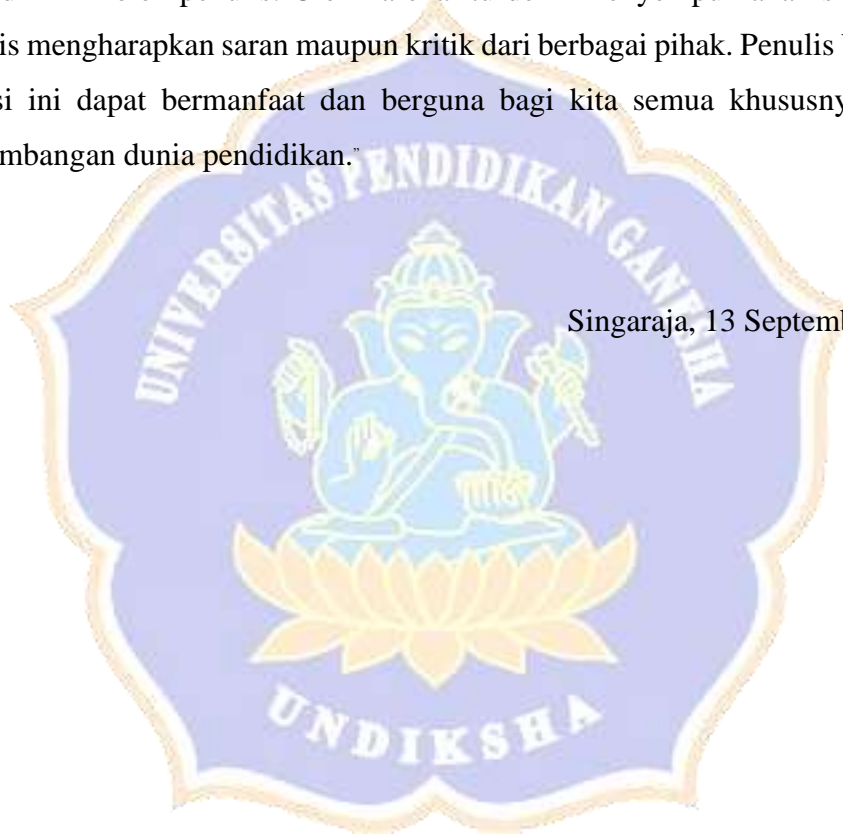 is mengharapkan saran maupun kritik dari berbagai pihak. Penulis
si ini dapat bermanfaat dan berguna bagi kita semua khususny
mbangan dunia pendidikan.”
UNIVERSITAS PENDIDIKAN GANESHA
Singaraja, 13 Septemb
UNDIKSHA